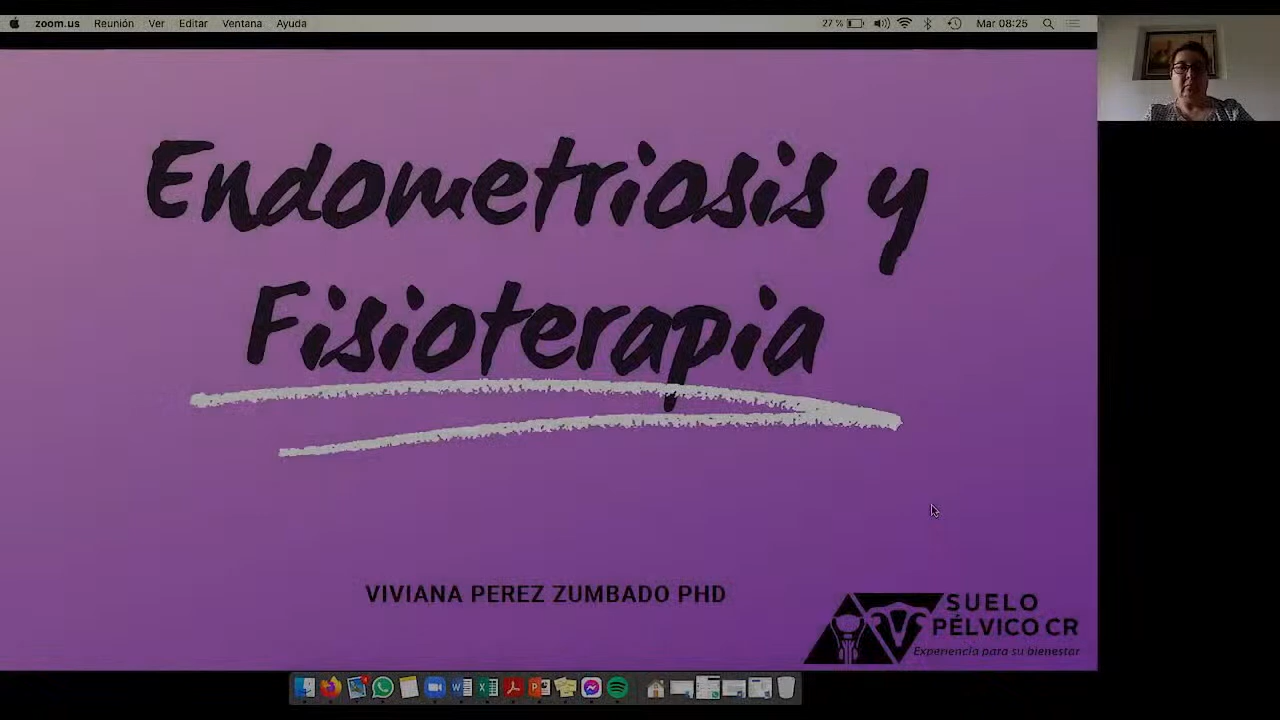 zoom.us Reunión Ver Editar Ventana Ayuda 27 % Mar 08:25
Endometriosis y
Fisioterapia
VIVIANA PEREZ ZUMBADO PHD
SUELO
PÉLVICO CR
Experiencia para su bienestar